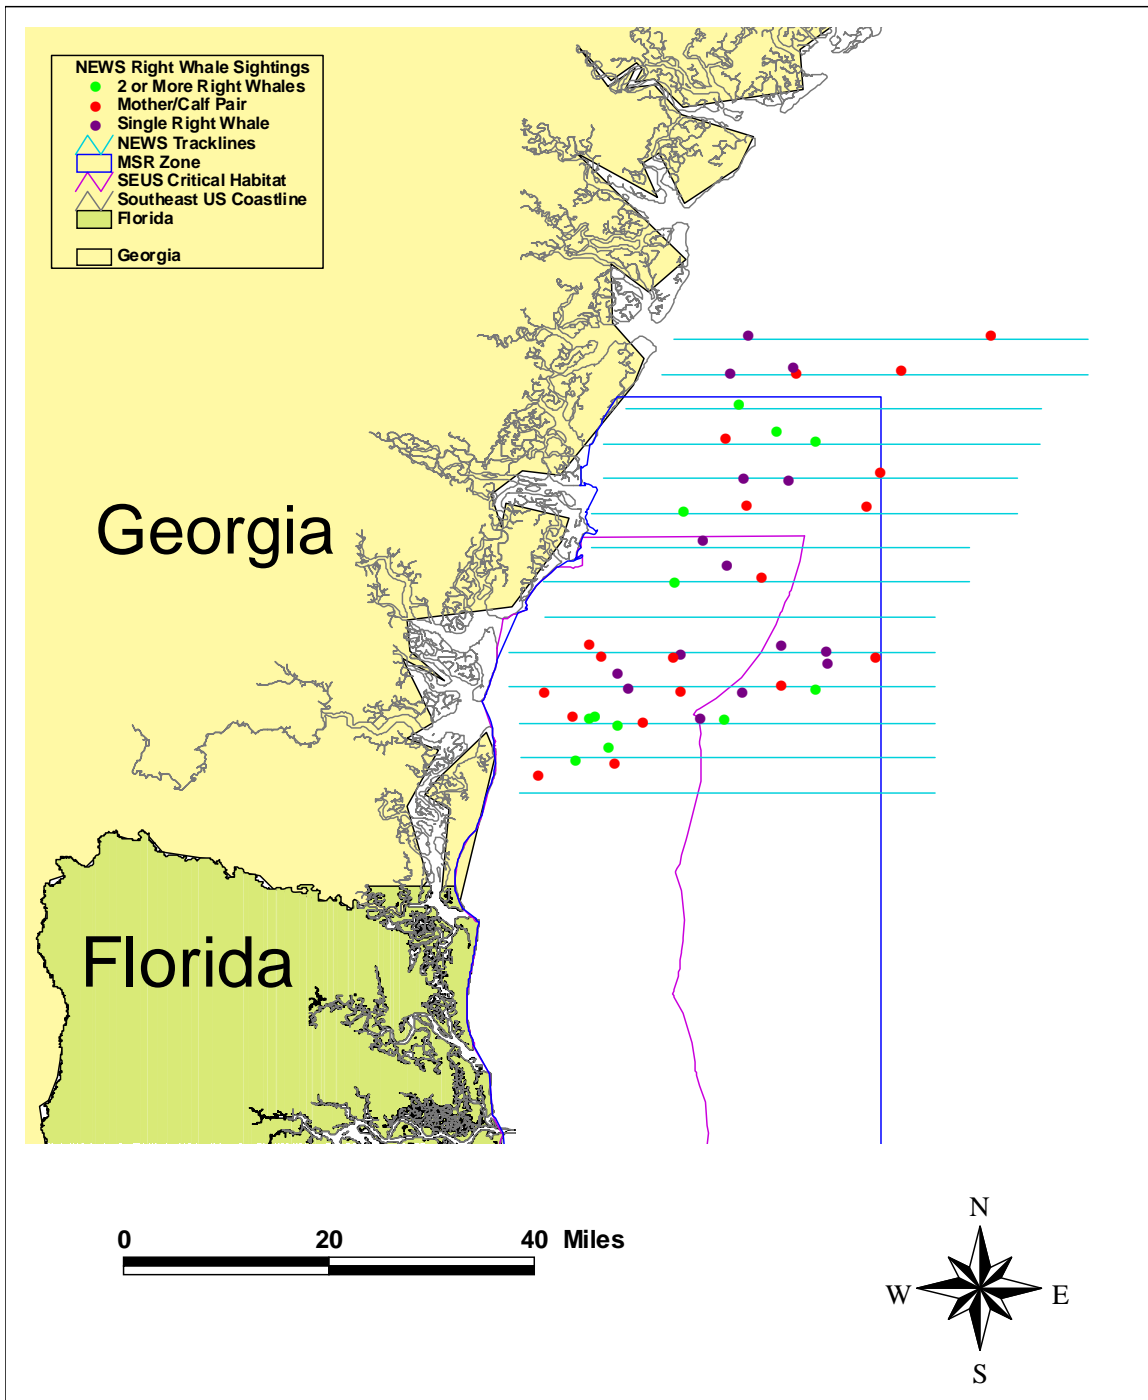 NEWS Right Whale Sightings
2 or More Right Whales
Mother/Calf Pair
Single Right Whale
NEWS Tracklines
MSR Zone
SEUS Critical Habitat
Southeast US Coastline
Florida
Georgia
Georgia
Florida
0 20 40 Miles
N
W E
S